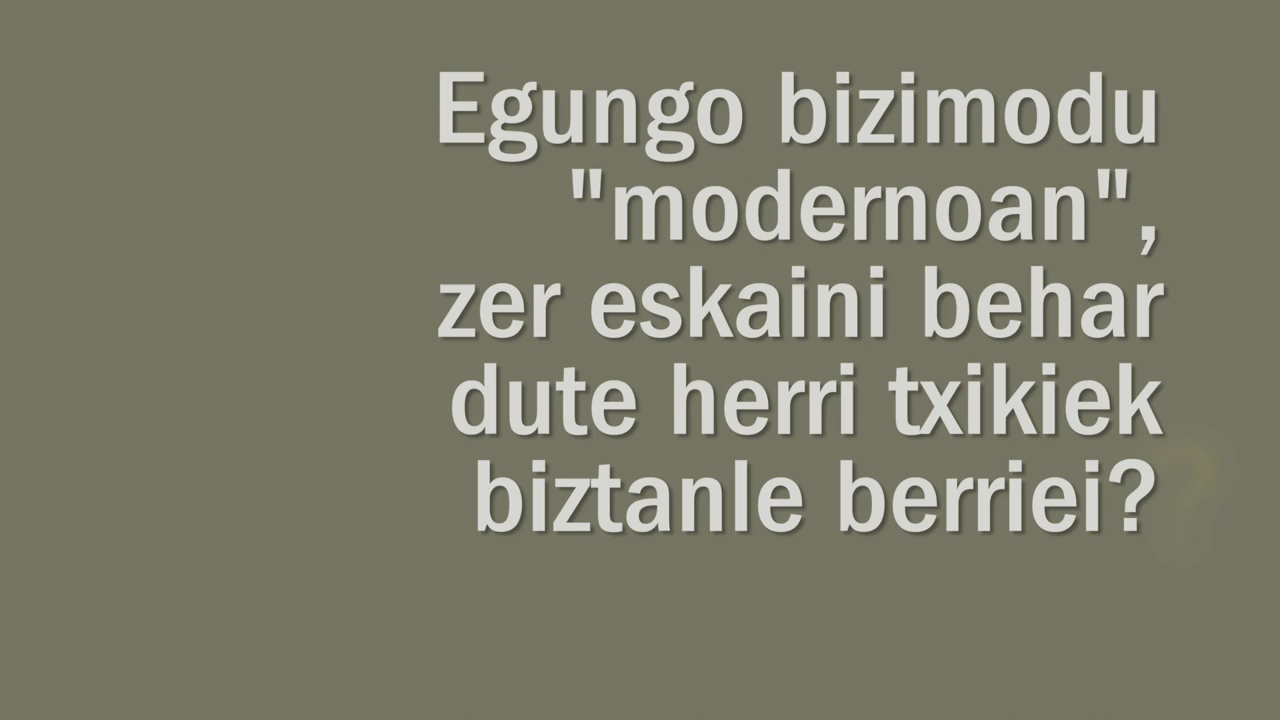 Egungo bizimodu
"modernoan",
zer eskaini behar
dute herri txikiek
biztanle berriei?